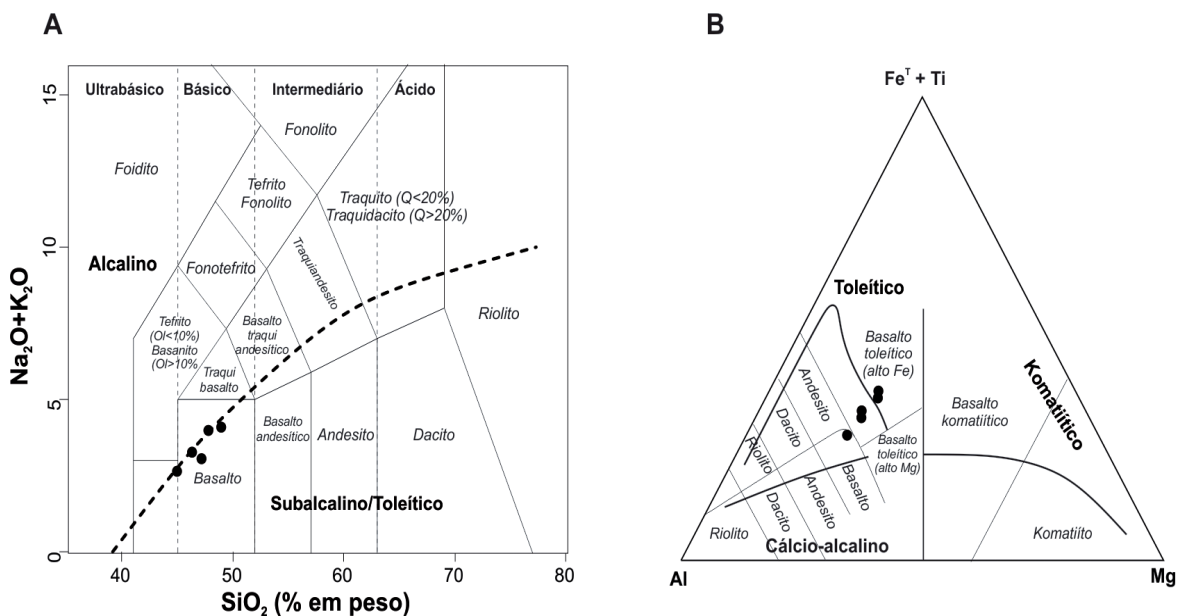 A
Ultrabásico
Básico
Intermediário
Ácido
Fonolito
Foidito
Tefrito
Fonolito
Traquito (Q<20%)
Traquidacito (Q>20%)
Alcalino
Fonotefrito
Traquiandesito
Riolito
Tefrito
(Ol<10%)
Basanito
(Ol>10%
Basalto
traqui
andesítico
Traqui
basalto
Basalto
andesítico
Andesito
Dacito
Basalto
Subalcalino/Toleítico
15
10
5
0
Na₂O+K₂O
40
50
60
70
80
SiO₂ (% em peso)
B
Feᵀ + Ti
Toleítico
Basalto
toleítico
(alto Fe)
Komatiítico
Andesito
Dacito
Riolito
Basalto
komatiítico
Basalto
toleítico
(alto Mg)
Basalto
Andesito
Dacito
Riolito
Cálcio-alcalino
Komatiíto
Al
Mg